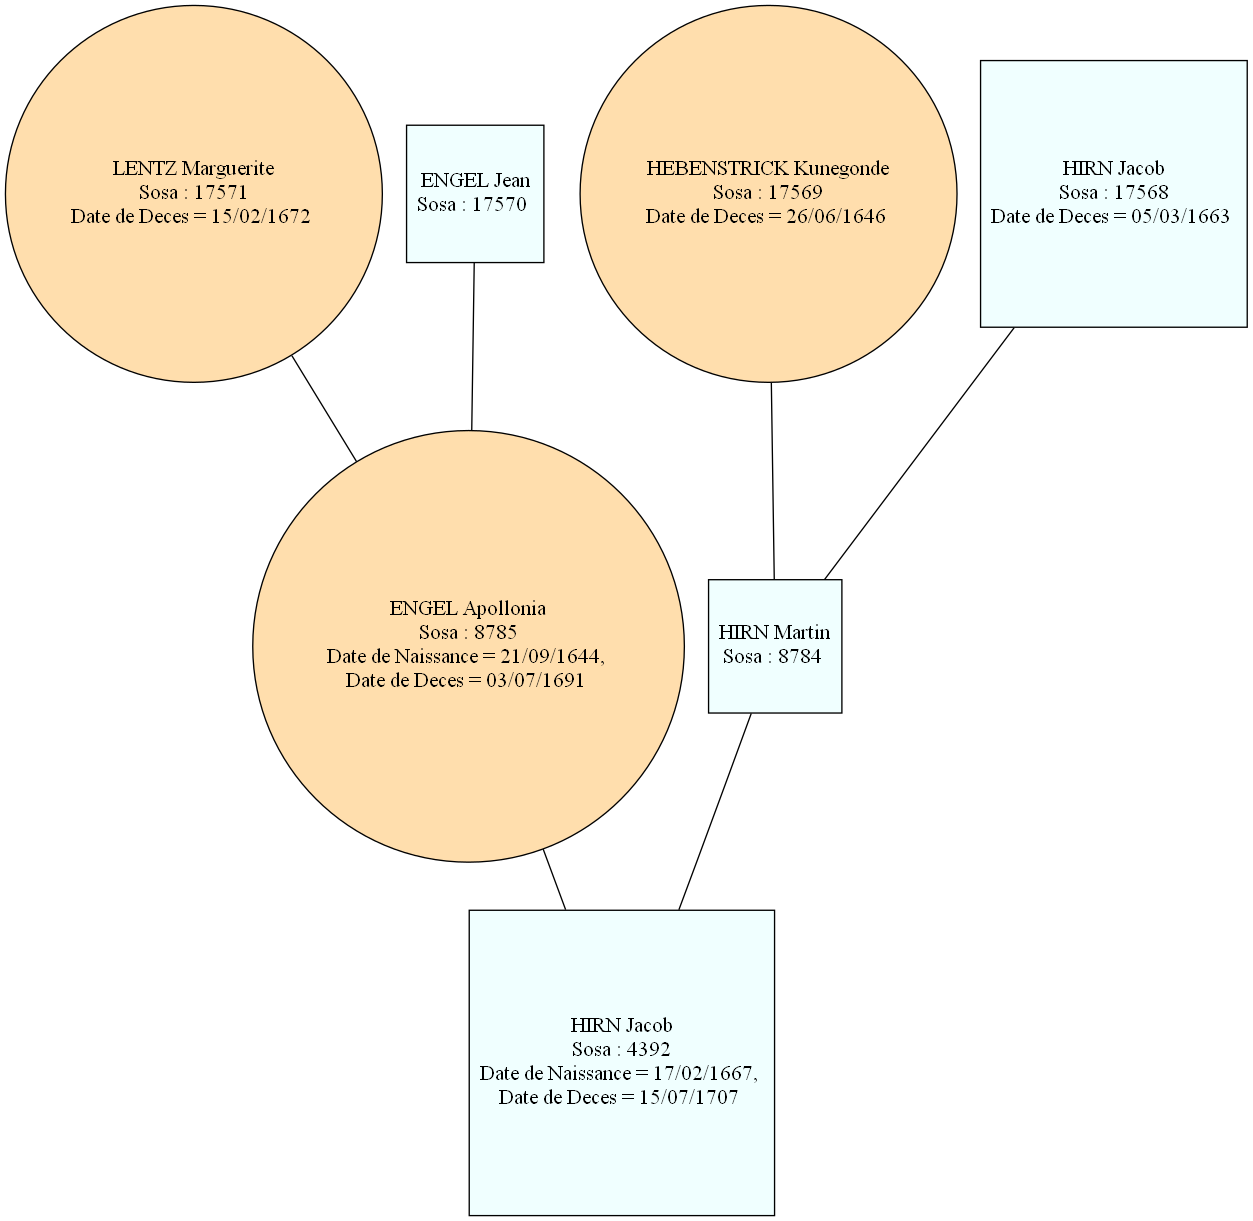 LENTZ Marguerite
Sosa : 17571
Date de Deces = 15/02/1672
ENGEL Jean
Sosa : 17570
HEBENSTRICK Kunegonde
Sosa : 17569
Date de Deces = 26/06/1646
HIRN Jacob
Sosa : 17568
Date de Deces = 05/03/1663
ENGEL Apollonia
Sosa : 8785
Date de Naissance = 21/09/1644,
Date de Deces = 03/07/1691
HIRN Martin
Sosa : 8784
HIRN Jacob
Sosa : 4392
Date de Naissance = 17/02/1667,
Date de Deces = 15/07/1707